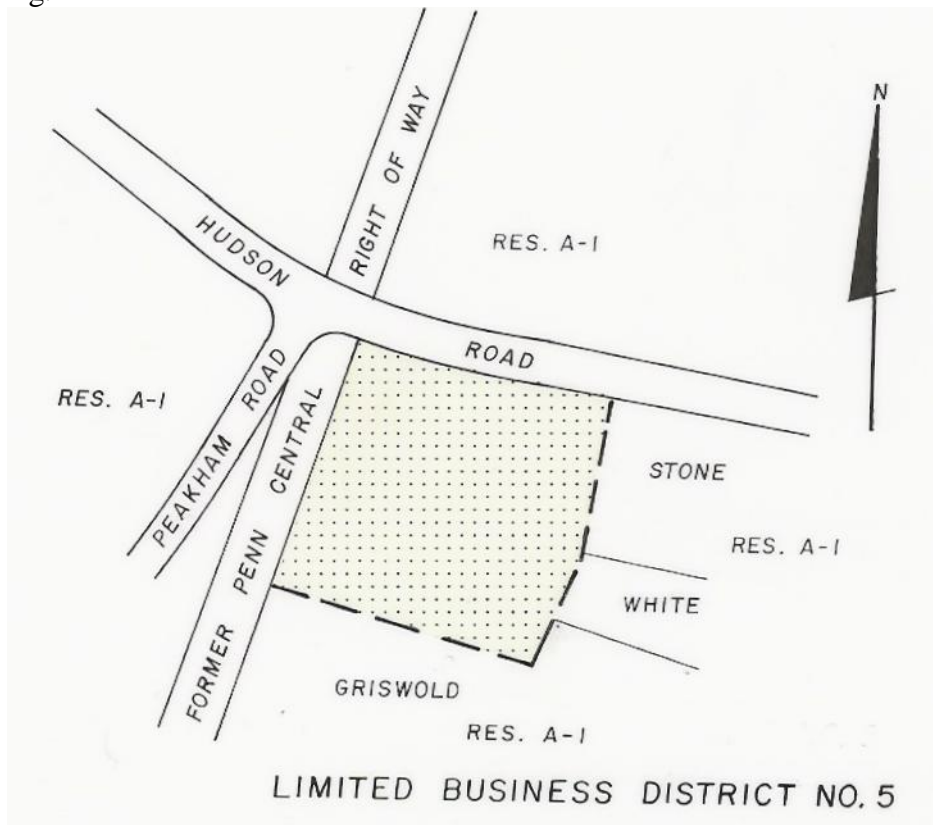 N
HUDSON
RIGHT OF WAY
RES. A-1
ROAD
PEAKHAM ROAD
RES. A-1
FORMER PENN CENTRAL
STONE
RES. A-1
WHITE
GRISWOLD
RES. A-1
LIMITED BUSINESS DISTRICT NO. 5